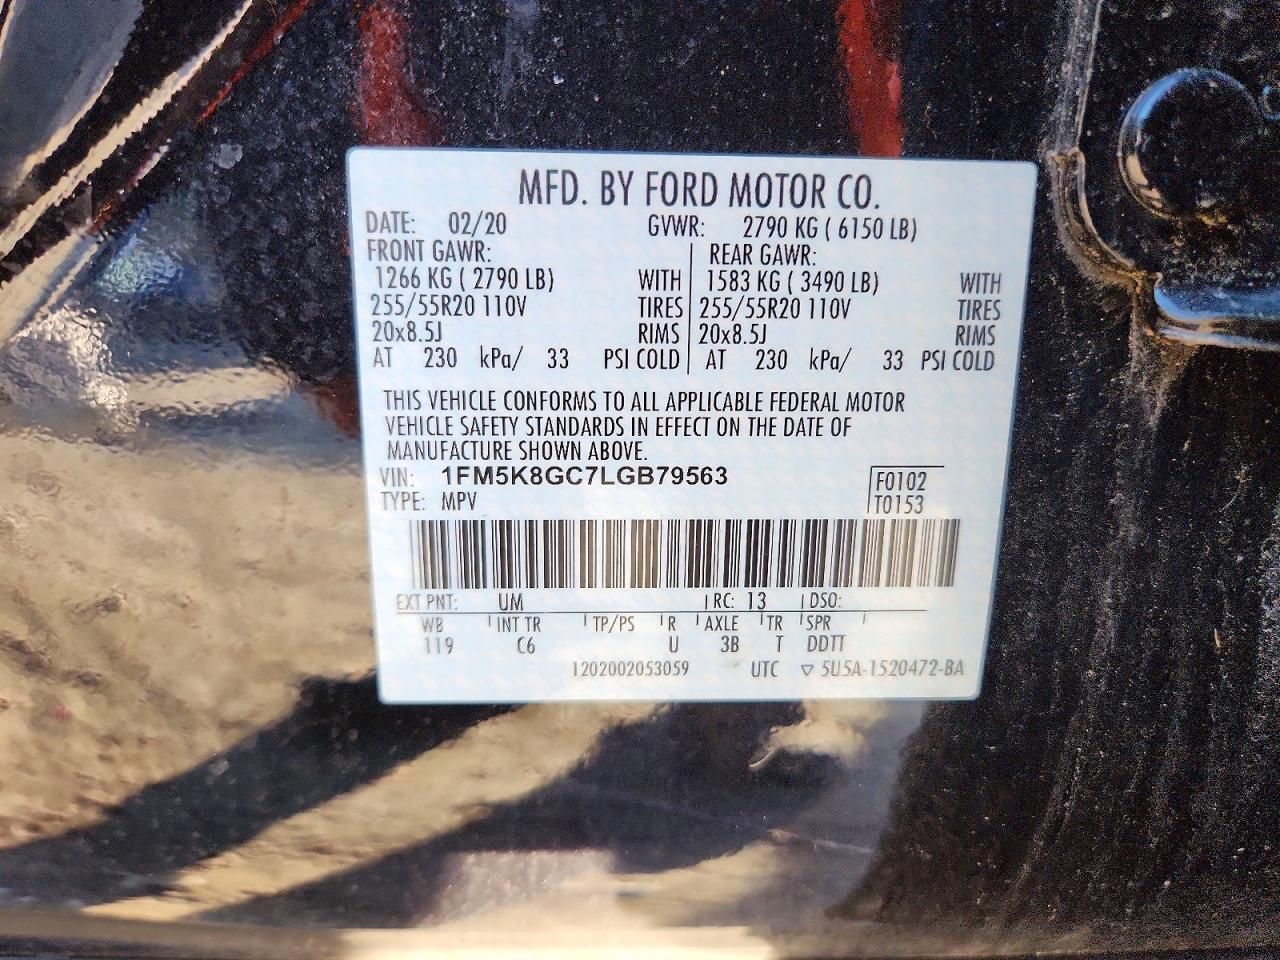 MFD. BY FORD MOTOR CO.
DATE: 02/20 GVWR: 2790 KG ( 6150 LB)
FRONT GAWR: REAR GAWR:
1266 KG ( 2790 LB) WITH 1583 KG ( 3490 LB) WITH
255/55R20 110V TIRES 255/55R20 110V TIRES
20x8.5J RIMS 20x8.5J RIMS
AT 230 kPa/ 33 PSI COLD AT 230 kPa/ 33 PSI COLD
THIS VEHICLE CONFORMS TO ALL APPLICABLE FEDERAL MOTOR
VEHICLE SAFETY STANDARDS IN EFFECT ON THE DATE OF
MANUFACTURE SHOWN ABOVE.
VIN: 1FM5K8GC7LGB79563 F0102
TYPE: MPV T0153
EXT PNT: UM RC: 13 DSO:
WB INT TR TP/PS R AXLE TR SPR
119 C6 U 3B T DDTT
1202002053059 UTC ▽ 5U5A-1520472-BA